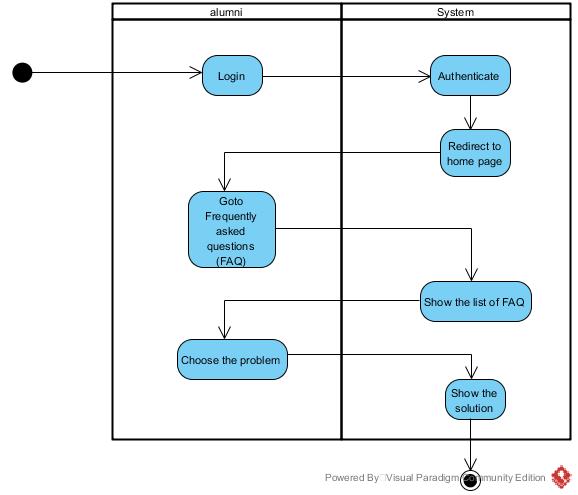 alumni
System
Login
Authenticate
Redirect to
home page
Goto
Frequently
asked
questions
(FAQ)
Show the list of FAQ
Choose the problem
Show the
solution
Powered By Visual Paradigm Community Edition